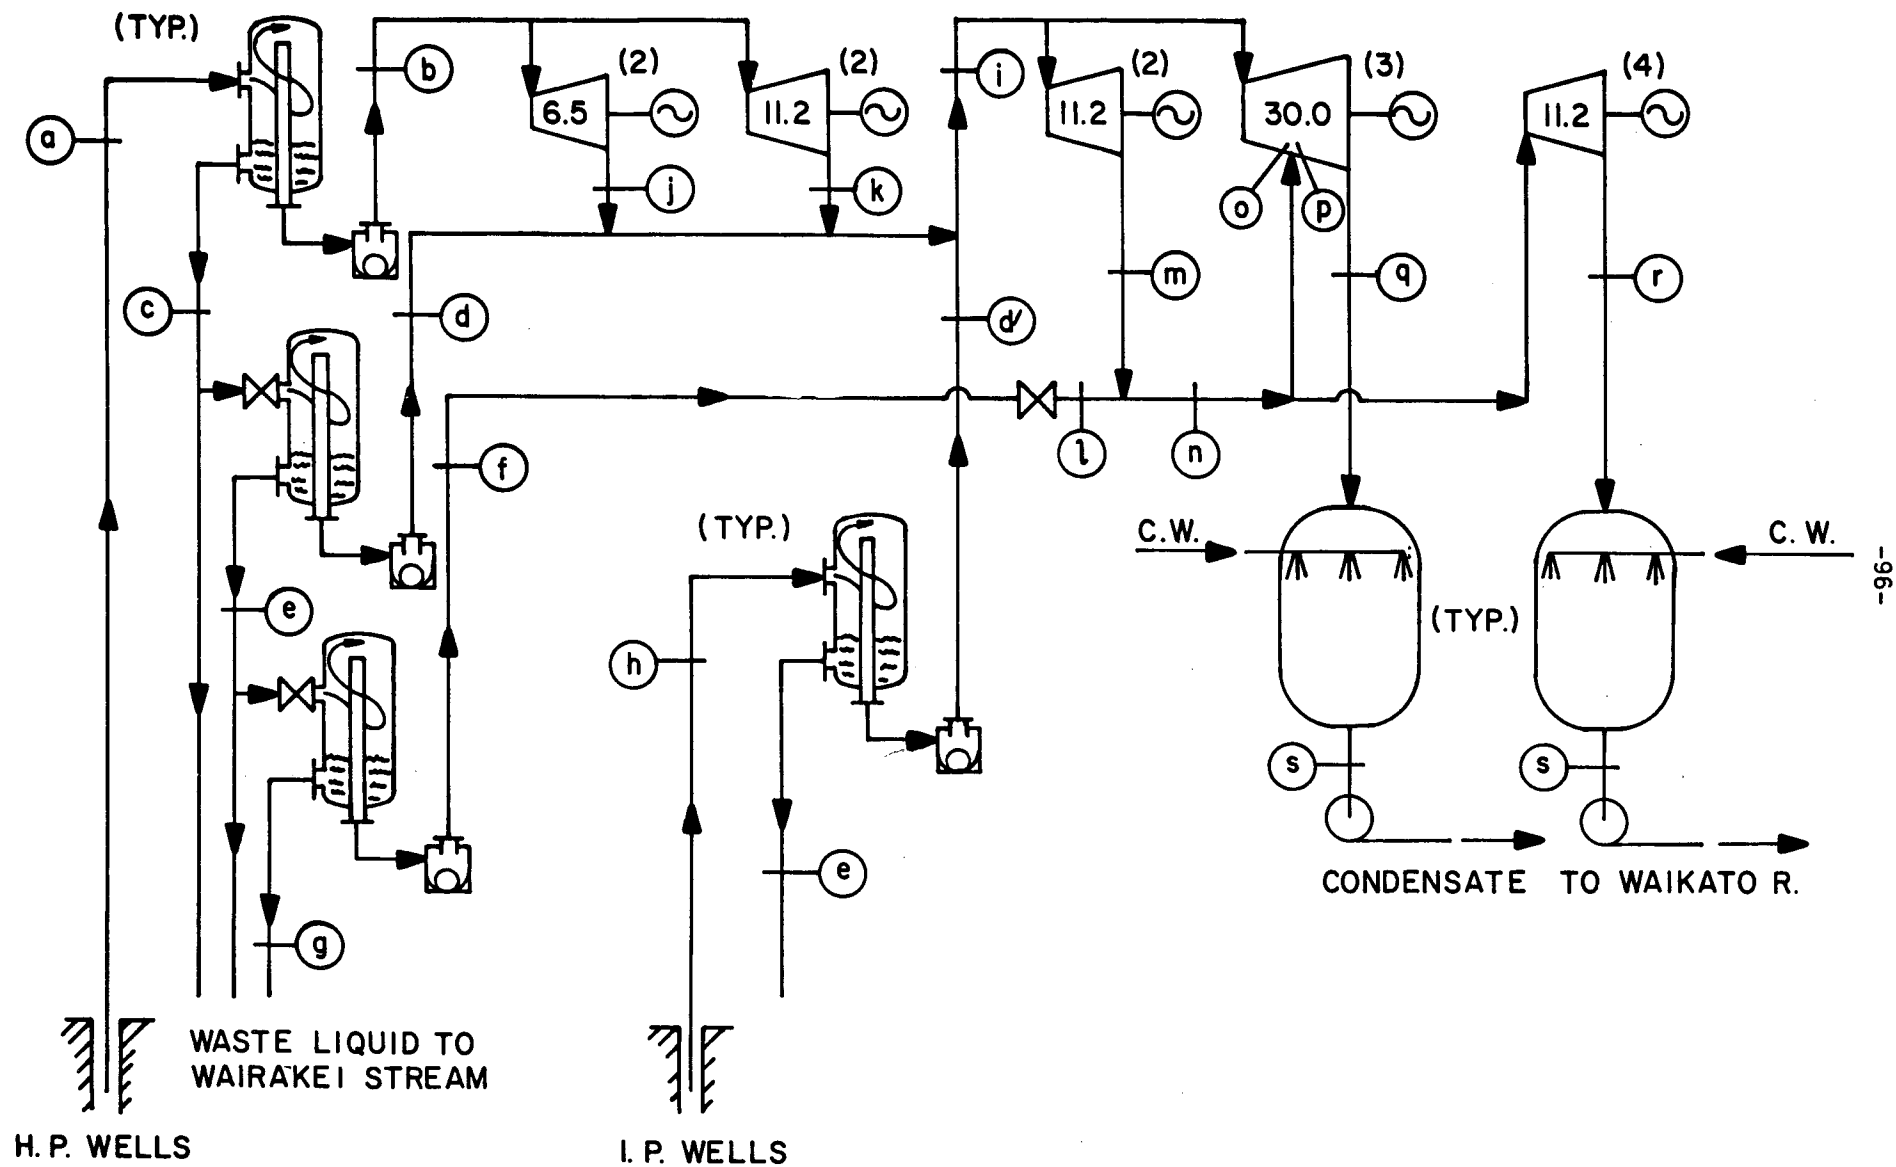 (TYP.)
a
b
6.5
(2)
11.2
(2)
i
11.2
(2)
30.0
(3)
11.2
(4)
j
k
o
p
c
d
d'
m
q
r
f
l
n
(TYP.)
C.W.
C.W.
(TYP.)
e
h
s
s
e
g
CONDENSATE TO WAIKATO R.
WASTE LIQUID TO
WAIRAKEI STREAM
H.P. WELLS
I.P. WELLS
-96-